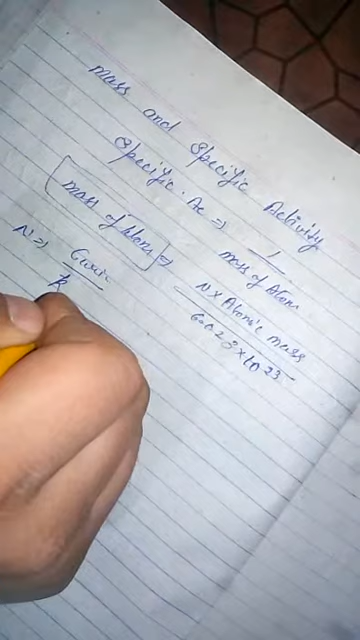 mass and Specific Activity
Specific. Ac ⇒ 1 / mass of Atom
mass of Atom ⇒ N × Atomic mass / 6.023 × 10 23
N ⇒ Curie / k